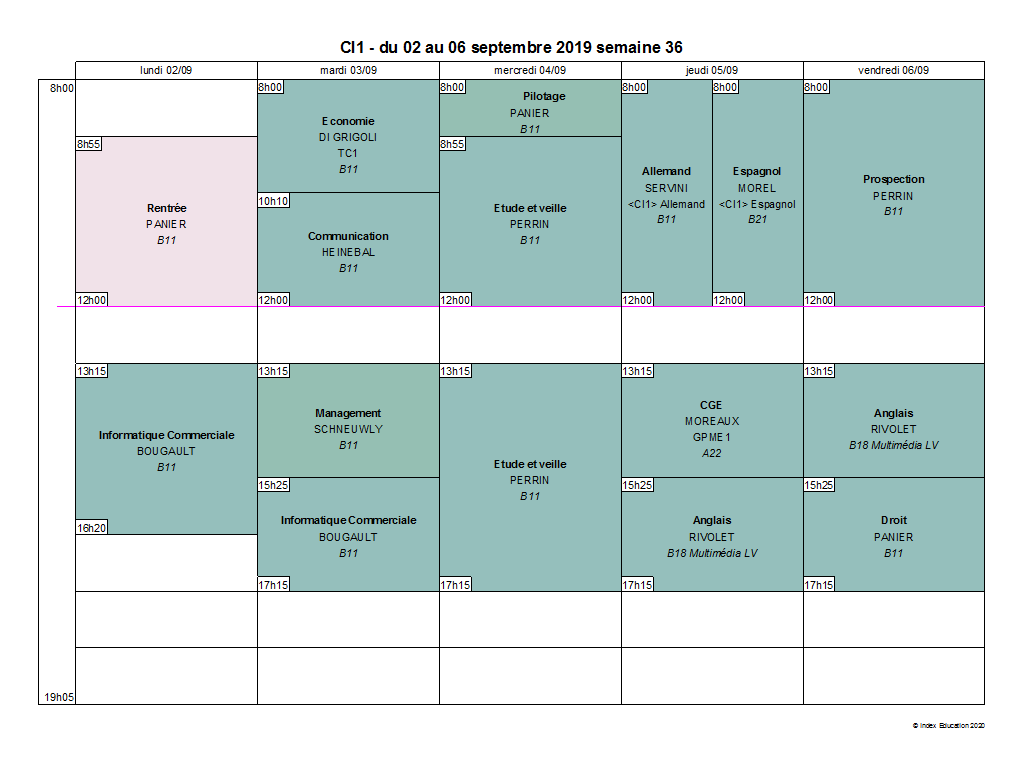 CI1 - du 02 au 06 septembre 2019 semaine 36
lundi 02/09
mardi 03/09
mercredi 04/09
jeudi 05/09
vendredi 06/09
8h00
8h55
Rentrée
PANIER
B11
12h00
13h15
Informatique Commerciale
BOUGAULT
B11
16h20
8h00
Economie
DI GRIGOLI
TC1
B11
10h10
Communication
HEINEBAL
B11
12h00
13h15
Management
SCHNEUWLY
B11
15h25
Informatique Commerciale
BOUGAULT
B11
17h15
8h00
Pilotage
PANIER
B11
8h55
Etude et veille
PERRIN
B11
12h00
13h15
Etude et veille
PERRIN
B11
17h15
8h00
Allemand
SERVINI
<CI1> Allemand
B11
12h00
8h00
Espagnol
MOREL
<CI1> Espagnol
B21
12h00
13h15
CGE
MOREAUX
GPME1
A22
15h25
Anglais
RIVOLET
B18 Multimédia LV
17h15
8h00
Prospection
PERRIN
B11
12h00
13h15
Anglais
RIVOLET
B18 Multimédia LV
15h25
Droit
PANIER
B11
17h15
19h05
© Index Education 2020